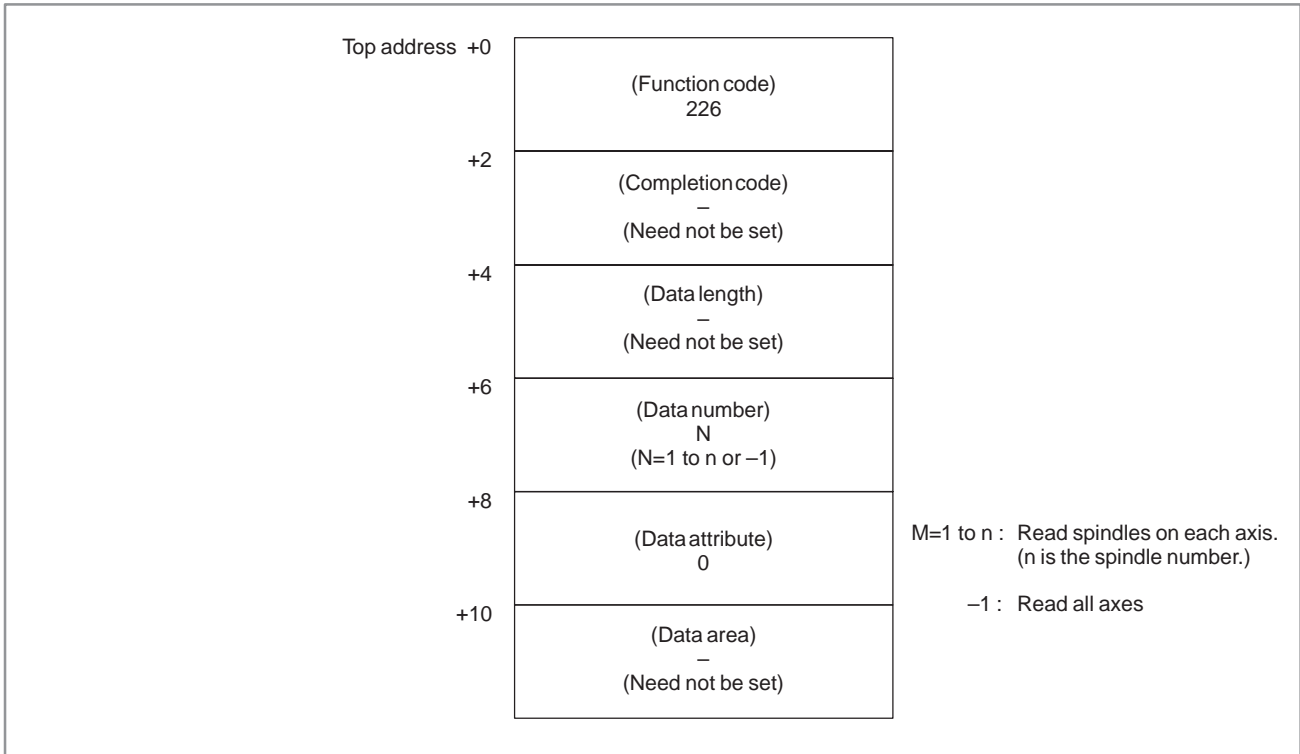 Top address +0
(Function code)
226
+2
(Completion code)
–
(Need not be set)
+4
(Data length)
–
(Need not be set)
+6
(Data number)
N
(N=1 to n or –1)
+8
(Data attribute)
0
M=1 to n : Read spindles on each axis.
(n is the spindle number.)
–1 : Read all axes
+10
(Data area)
–
(Need not be set)